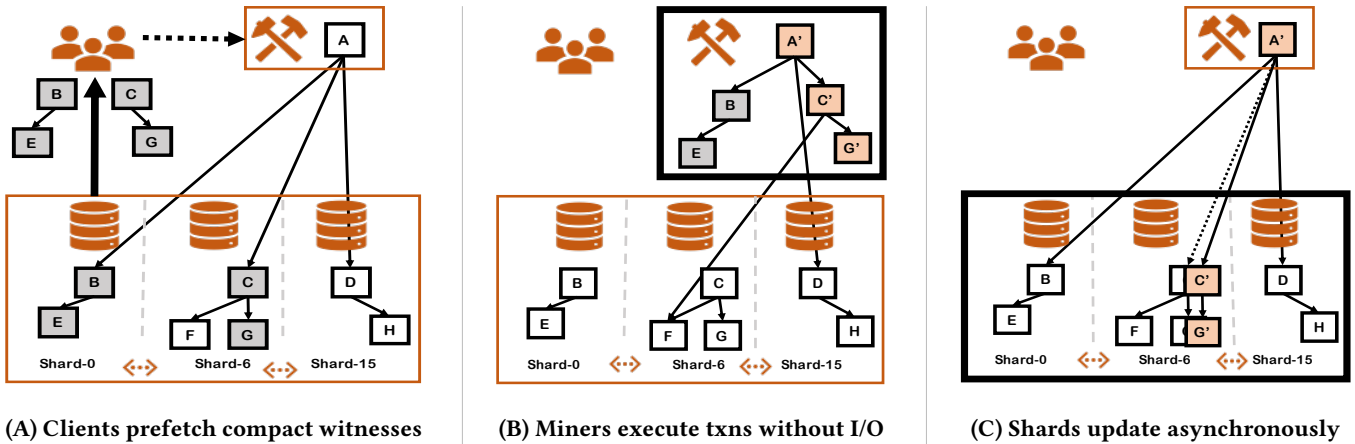 A
B
C
E
G
B
C
D
E
F
G
H
Shard-0
Shard-6
Shard-15
(A) Clients prefetch compact witnesses
A'
B
C'
E
G'
B
C
D
E
F
G
H
Shard-0
Shard-6
Shard-15
(B) Miners execute txns without I/O
A'
B
C'
D
E
F
G'
H
Shard-0
Shard-6
Shard-15
(C) Shards update asynchronously